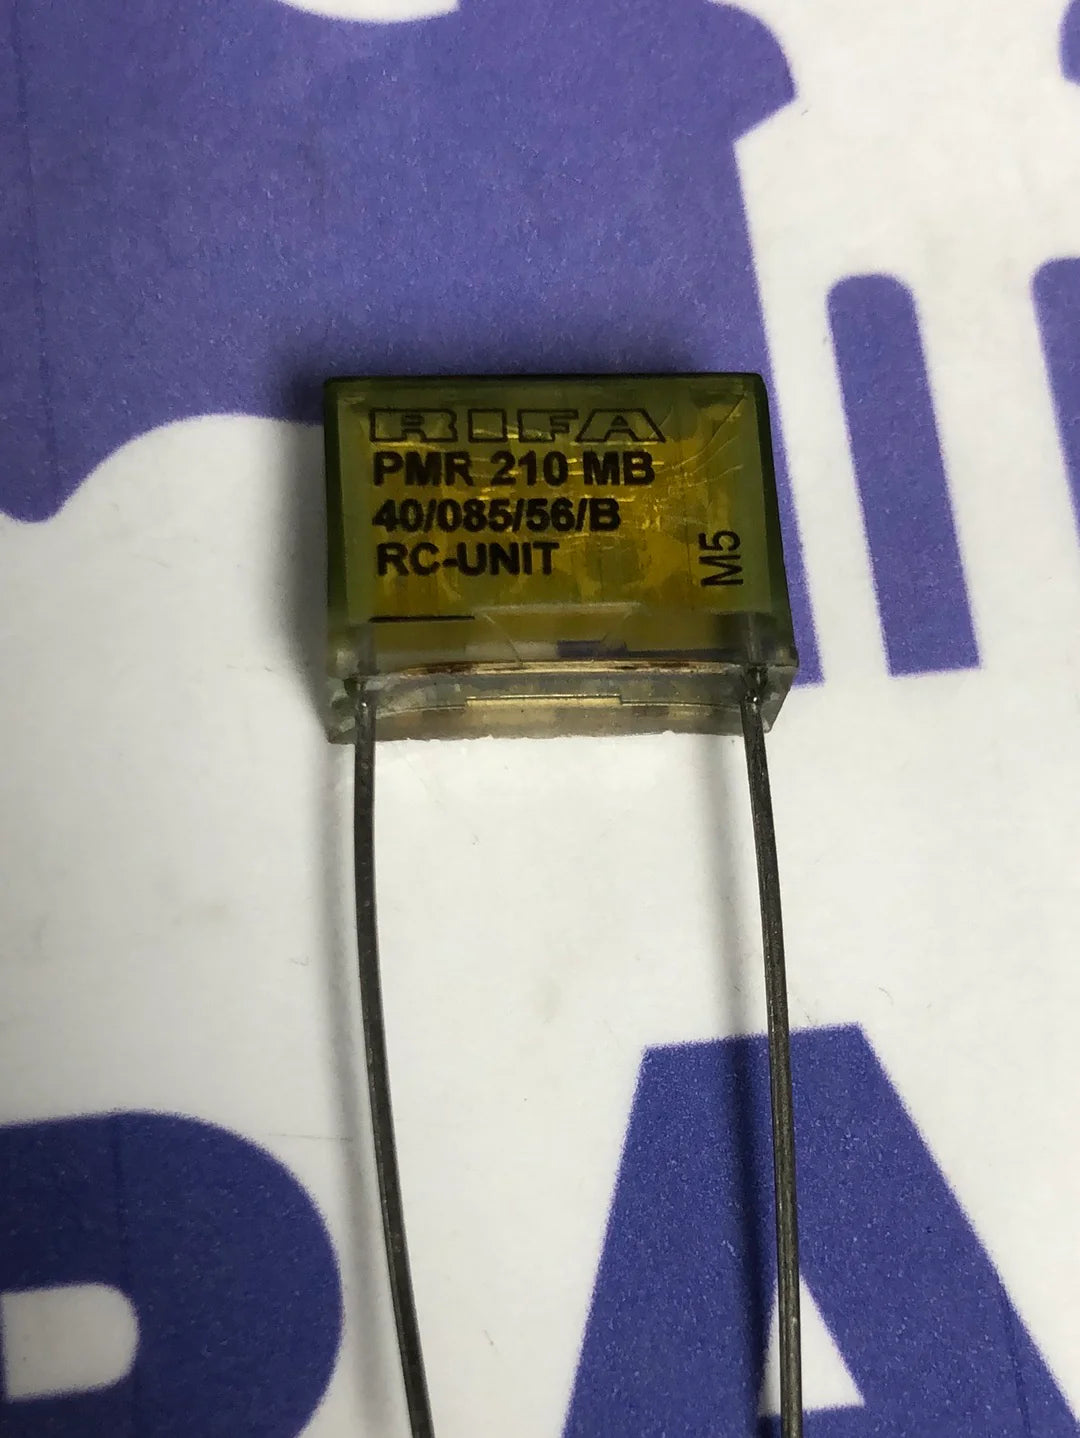 RIFA
PMR 210 MB
40/085/56/B
RC-UNIT
M5